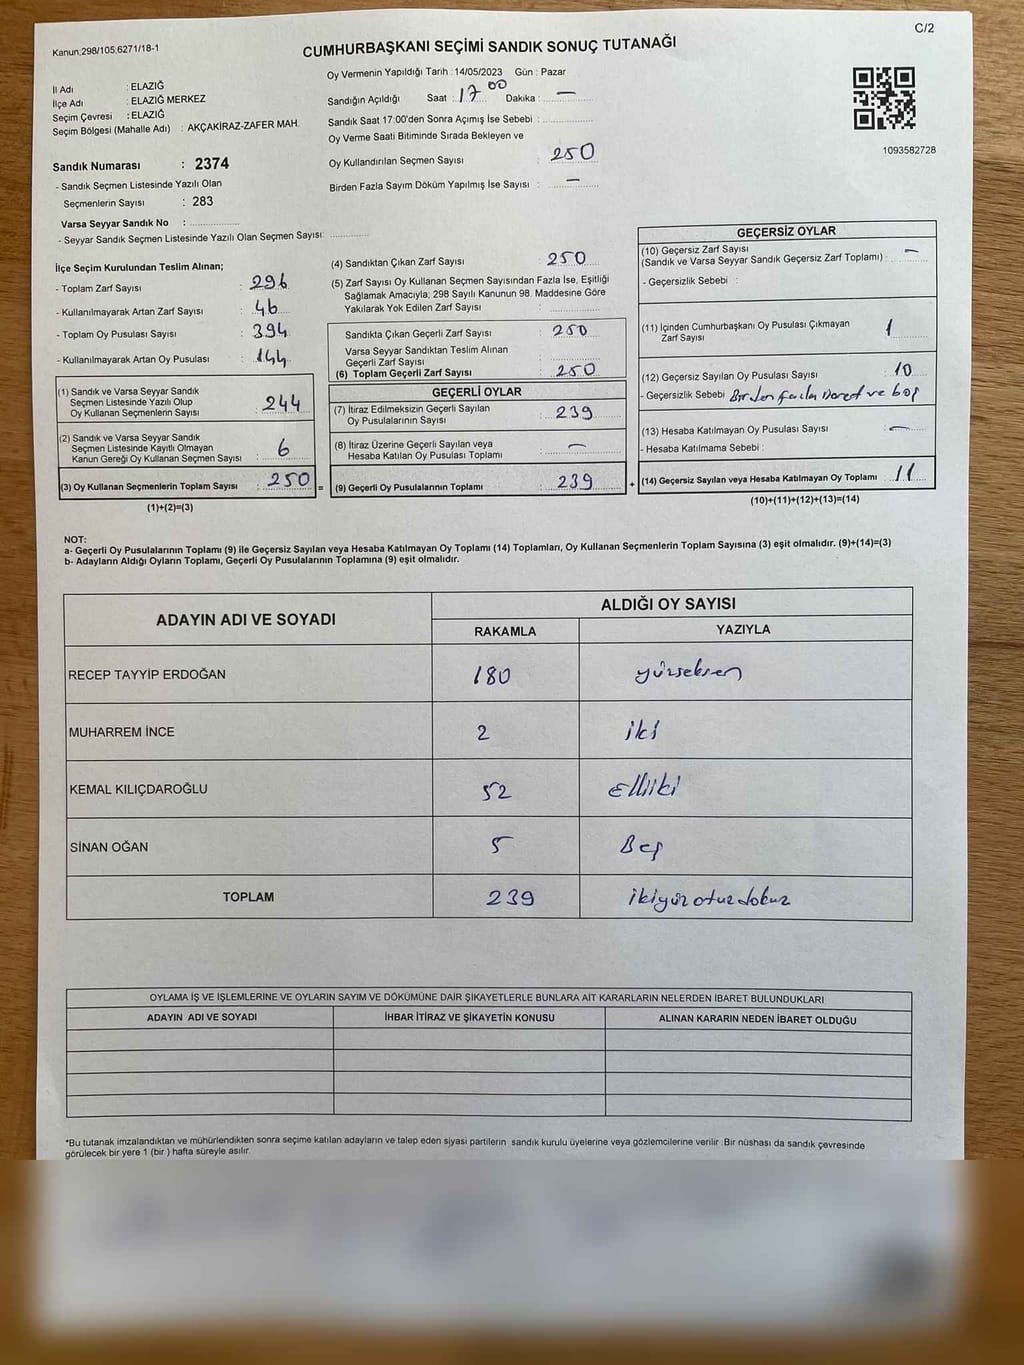 C/2
Kanun;298/105,6271/18-1
CUMHURBAŞKANI SEÇİMİ SANDIK SONUÇ TUTANAĞI
İl Adı : ELAZIĞ
İlçe Adı : ELAZIĞ MERKEZ
Seçim Çevresi : ELAZIĞ
Seçim Bölgesi (Mahalle Adı) : AKÇAKİRAZ-ZAFER MAH.
Sandık Numarası : 2374
- Sandık Seçmen Listesinde Yazılı Olan
Seçmenlerin Sayısı : 283
Varsa Seyyar Sandık No :
- Seyyar Sandık Seçmen Listesinde Yazılı Olan Seçmen Sayısı:
Oy Vermenin Yapıldığı Tarih : 14/05/2023 Gün : Pazar
Sandığın Açıldığı Saat : 17 00 Dakika : —
Sandık Saat 17:00'den Sonra Açımış İse Sebebi :
Oy Verme Saati Bitiminde Sırada Bekleyen ve
Oy Kullandırılan Seçmen Sayısı : 250
Birden Fazla Sayım Döküm Yapılmış İse Sayısı : —
1093582728
İlçe Seçim Kurulundan Teslim Alınan;
- Toplam Zarf Sayısı : 296
- Kullanılmayarak Artan Zarf Sayısı : 46
- Toplam Oy Pusulası Sayısı : 394
- Kullanılmayarak Artan Oy Pusulası : 144
(1) Sandık ve Varsa Seyyar Sandık
Seçmen Listesinde Yazılı Olup
Oy Kullanan Seçmenlerin Sayısı : 244
(2) Sandık ve Varsa Seyyar Sandık
Seçmen Listesinde Kayıtlı Olmayan
Kanun Gereği Oy Kullanan Seçmen Sayısı : 6
(3) Oy Kullanan Seçmenlerin Toplam Sayısı : 250 =
(1)+(2)=(3)
(4) Sandıktan Çıkan Zarf Sayısı : 250
(5) Zarf Sayısı Oy Kullanan Seçmen Sayısından Fazla İse, Eşitliği
Sağlamak Amacıyla; 298 Sayılı Kanunun 98. Maddesine Göre
Yakılarak Yok Edilen Zarf Sayısı :
Sandıkta Çıkan Geçerli Zarf Sayısı : 250
Varsa Seyyar Sandıktan Teslim Alınan
Geçerli Zarf Sayısı :
(6) Toplam Geçerli Zarf Sayısı : 250
GEÇERLİ OYLAR
(7) İtiraz Edilmeksizin Geçerli Sayılan
Oy Pusulalarının Sayısı : 239
(8) İtiraz Üzerine Geçerli Sayılan veya
Hesaba Katılan Oy Pusulası Toplamı : —
(9) Geçerli Oy Pusulalarının Toplamı : 239 +
GEÇERSİZ OYLAR
(10) Geçersiz Zarf Sayısı
(Sandık ve Varsa Seyyar Sandık Geçersiz Zarf Toplamı) : —
- Geçersizlik Sebebi :
(11) İçinden Cumhurbaşkanı Oy Pusulası Çıkmayan
Zarf Sayısı : 1
(12) Geçersiz Sayılan Oy Pusulası Sayısı : 10
- Geçersizlik Sebebi : Birden fazla ve boş
(13) Hesaba Katılmayan Oy Pusulası Sayısı : —
- Hesaba Katılmama Sebebi :
(14) Geçersiz Sayılan veya Hesaba Katılmayan Oy Toplamı : 11
(10)+(11)+(12)+(13)=(14)
NOT:
a- Geçerli Oy Pusulalarının Toplamı (9) ile Geçersiz Sayılan veya Hesaba Katılmayan Oy Toplamı (14) Toplamları, Oy Kullanan Seçmenlerin Toplam Sayısına (3) eşit olmalıdır. (9)+(14)=(3)
b- Adayların Aldığı Oyların Toplamı, Geçerli Oy Pusulalarının Toplamına (9) eşit olmalıdır.
ADAYIN ADI VE SOYADI ALDIĞI OY SAYISI
RAKAMLA YAZIYLA
RECEP TAYYİP ERDOĞAN 180 yürseksen
MUHARREM İNCE 2 iki
KEMAL KILIÇDAROĞLU 52 Elliiki
SİNAN OĞAN 5 Beş
TOPLAM 239 ikiyüzotuzdokuz
OYLAMA İŞ VE İŞLEMLERİNE VE OYLARIN SAYIM VE DÖKÜMÜNE DAİR ŞİKAYETLERLE BUNLARA AİT KARARLARIN NELERDEN İBARET BULUNDUKLARI
ADAYIN ADI VE SOYADI İHBAR İTİRAZ VE ŞİKAYETİN KONUSU ALINAN KARARIN NEDEN İBARET OLDUĞU
*Bu tutanak imzalandıktan ve mühürlendikten sonra seçime katılan adayların ve talep eden siyasi partilerin sandık kurulu üyelerine veya gözlemcilerine verilir .Bir nüshası da sandık çevresinde
görülecek bir yere 1 (bir ) hafta süreyle asılır.